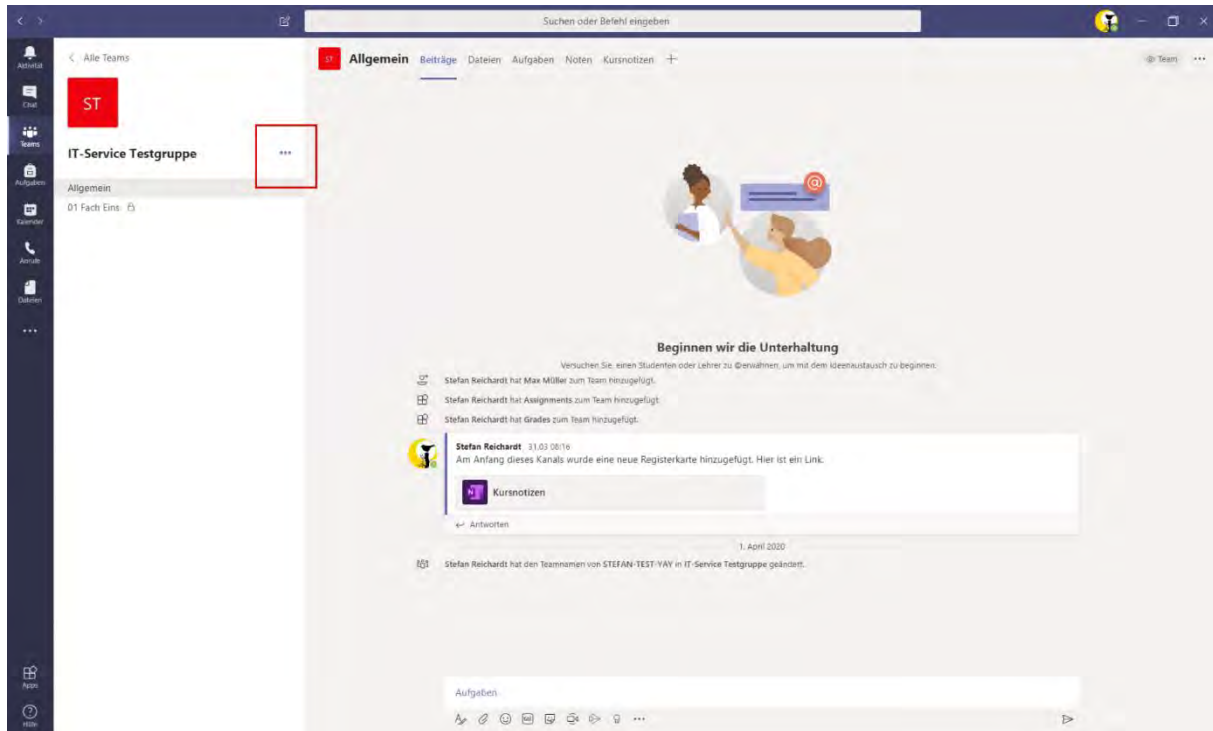 Suchen oder Befehl eingeben
Aktivität
Chat
Teams
Aufgaben
Kalender
Anrufe
Dateien
Apps
Hilfe
Alle Teams
ST
IT-Service Testgruppe
Allgemein
01 Fach Eins
ST Allgemein Beiträge Dateien Aufgaben Noten Kursnotizen +
Team
@
Beginnen wir die Unterhaltung
Versuchen Sie, einen Studenten oder Lehrer zu @erwähnen, um mit dem Ideenaustausch zu beginnen.
Stefan Reichardt hat Max Müller zum Team hinzugefügt.
Stefan Reichardt hat Assignments zum Team hinzugefügt.
Stefan Reichardt hat Grades zum Team hinzugefügt.
Stefan Reichardt 31.03 08:16
Am Anfang dieses Kanals wurde eine neue Registerkarte hinzugefügt. Hier ist ein Link.
N Kursnotizen
Antworten
1. April 2020
Stefan Reichardt hat den Teamnamen von STEFAN-TEST-YAY in IT-Service Testgruppe geändert.
Aufgaben